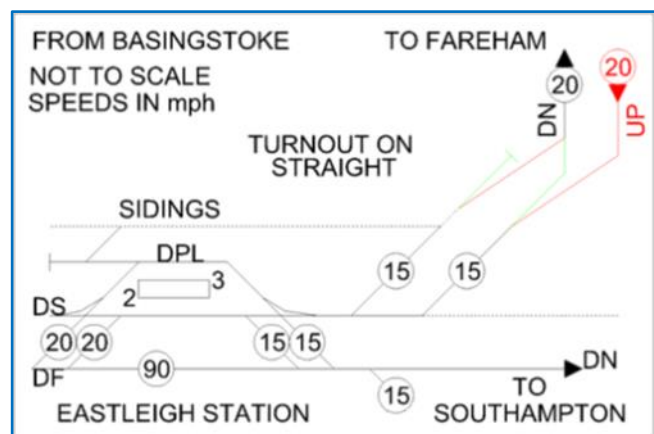 FROM BASINGSTOKE
TO FAREHAM
NOT TO SCALE
SPEEDS IN mph
20
20
DN
UP
TURNOUT ON
STRAIGHT
SIDINGS
DPL
15
15
2
3
DS
20
20
15
15
DF
90
DN
15
TO
SOUTHAMPTON
EASTLEIGH STATION